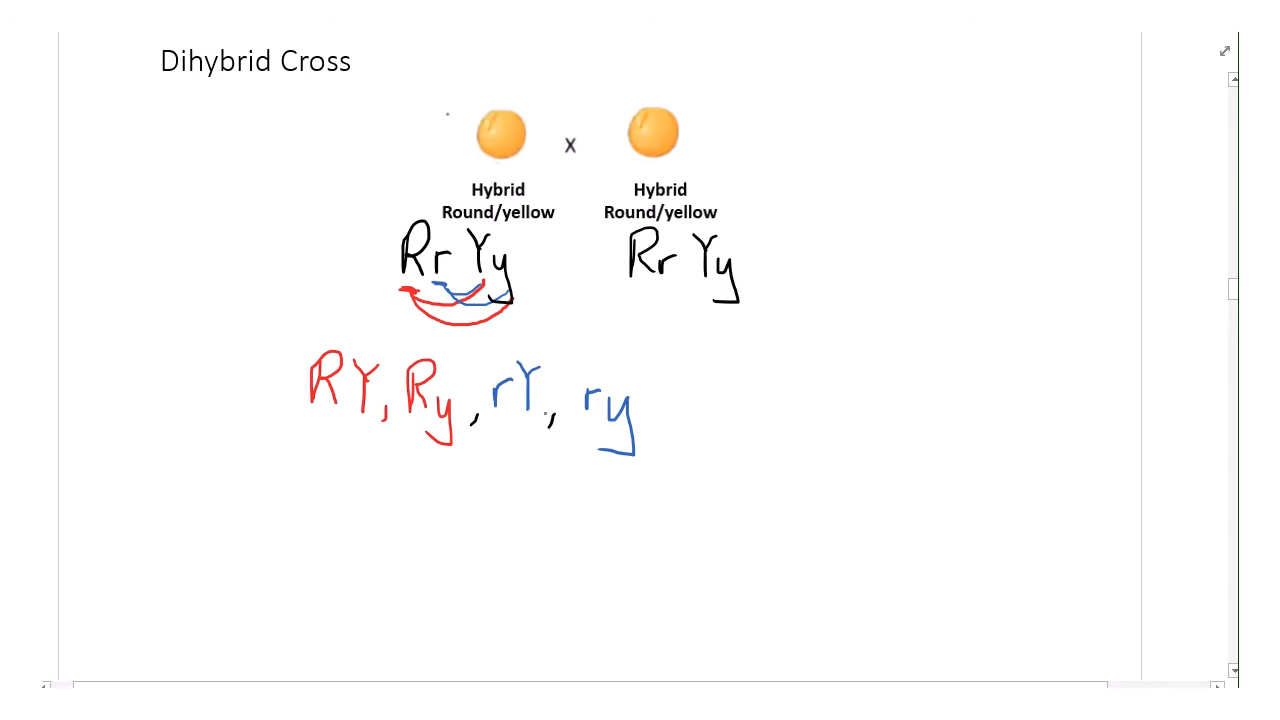 Dihybrid Cross
x
Hybrid Hybrid
Round/yellow Round/yellow
Rr Yy Rr Yy
RY, Ry, rY, ry